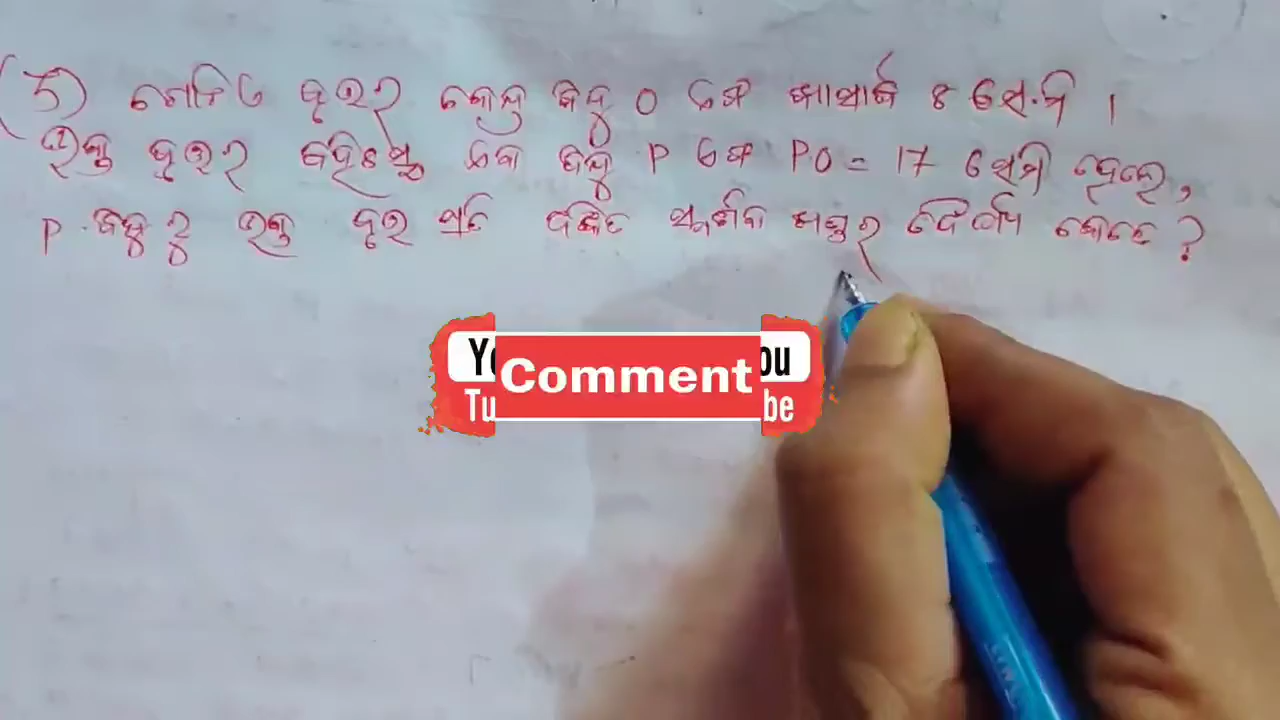 (5) ଗୋଟିଏ ବୃତ୍ତର କେନ୍ଦ୍ର ବିନ୍ଦୁ O ଏବଂ ବ୍ୟାସାର୍ଦ୍ଧ 8 ସେ.ମି ।
ଉକ୍ତ ବୃତ୍ତର ବହିଃସ୍ଥ ଏକ ବିନ୍ଦୁ P ଏବଂ PO = 17 ସେମି ହେଲେ,
P ବିନ୍ଦୁରୁ ଉକ୍ତ ବୃତ୍ତ ପ୍ରତି ଅଙ୍କିତ ସ୍ପର୍ଶକ ଖଣ୍ଡର ଦୈର୍ଘ୍ୟ କେତେ ?
Comment